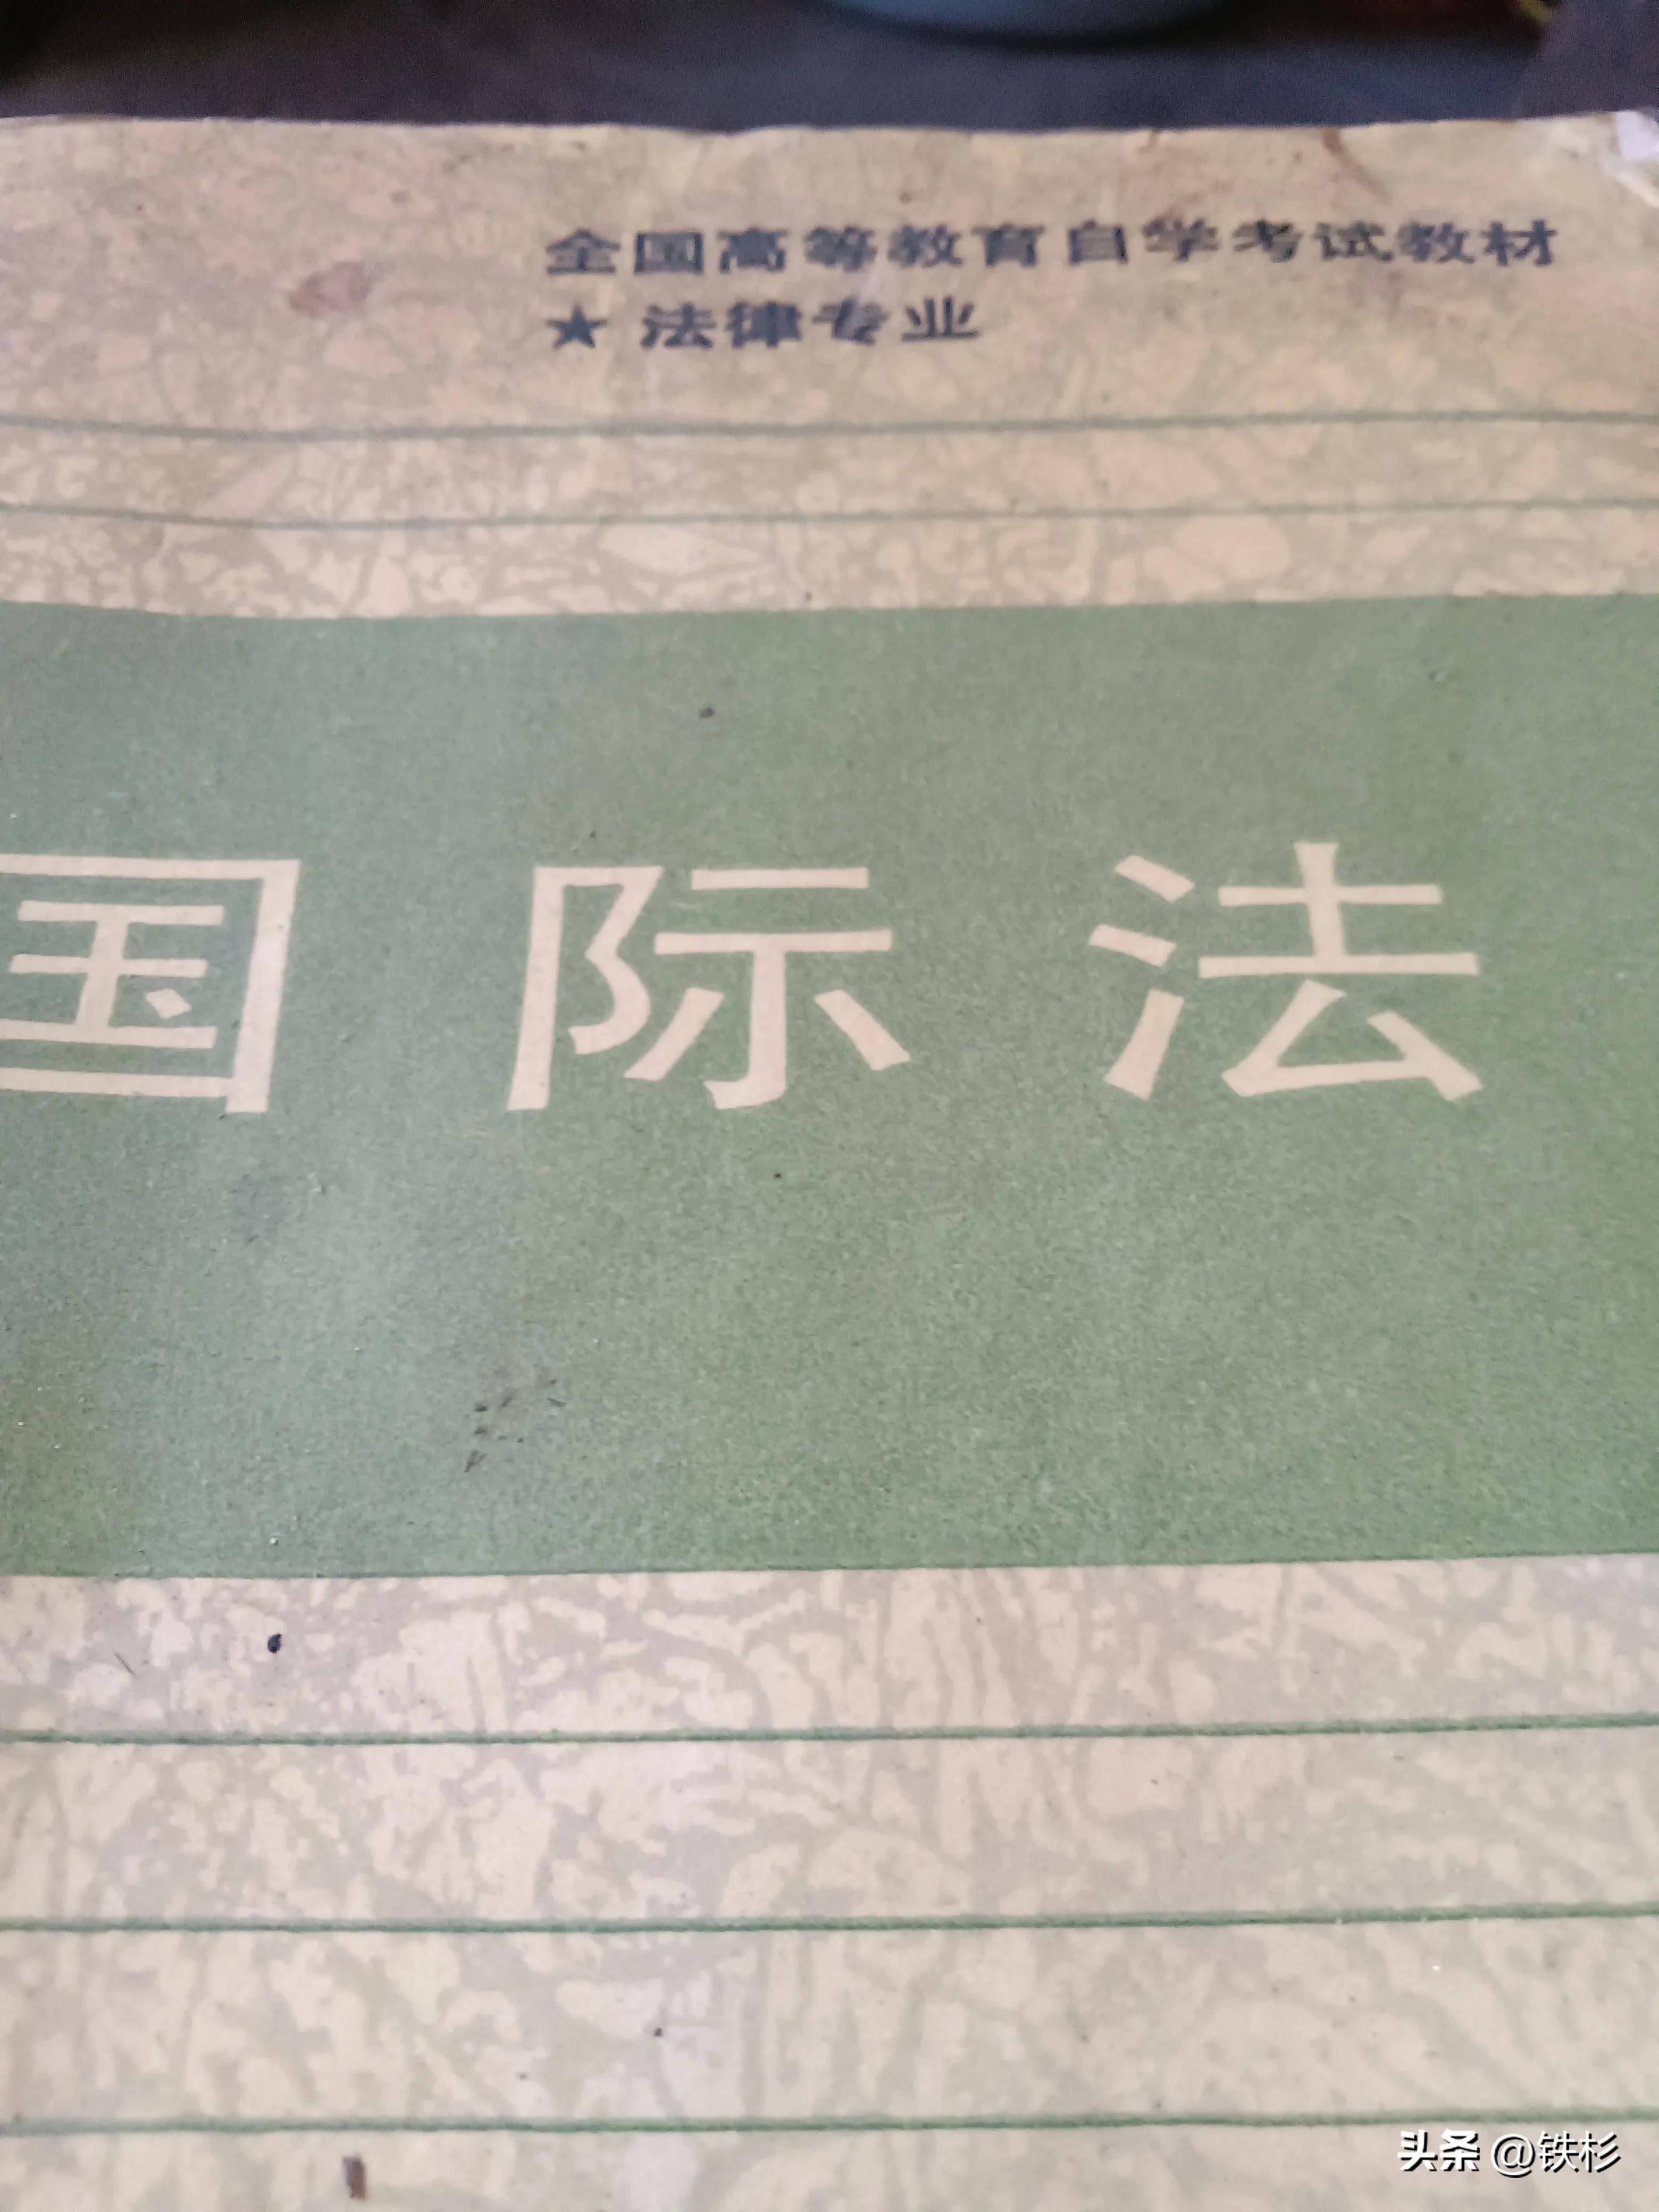 全国高等教育自学考试教材
★ 法律专业
国际法
头条 @铁杉